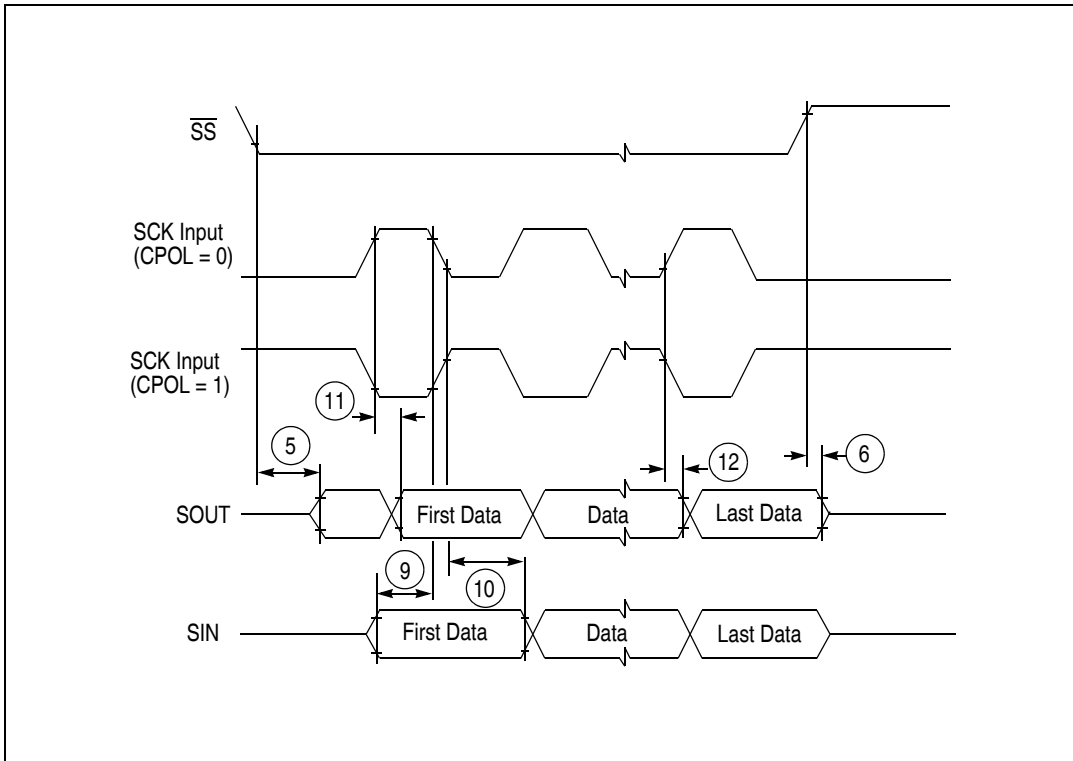 SS
SCK Input
(CPOL = 0)
SCK Input
(CPOL = 1)
11
5
12
6
SOUT
First Data
Data
Last Data
9
10
SIN
First Data
Data
Last Data